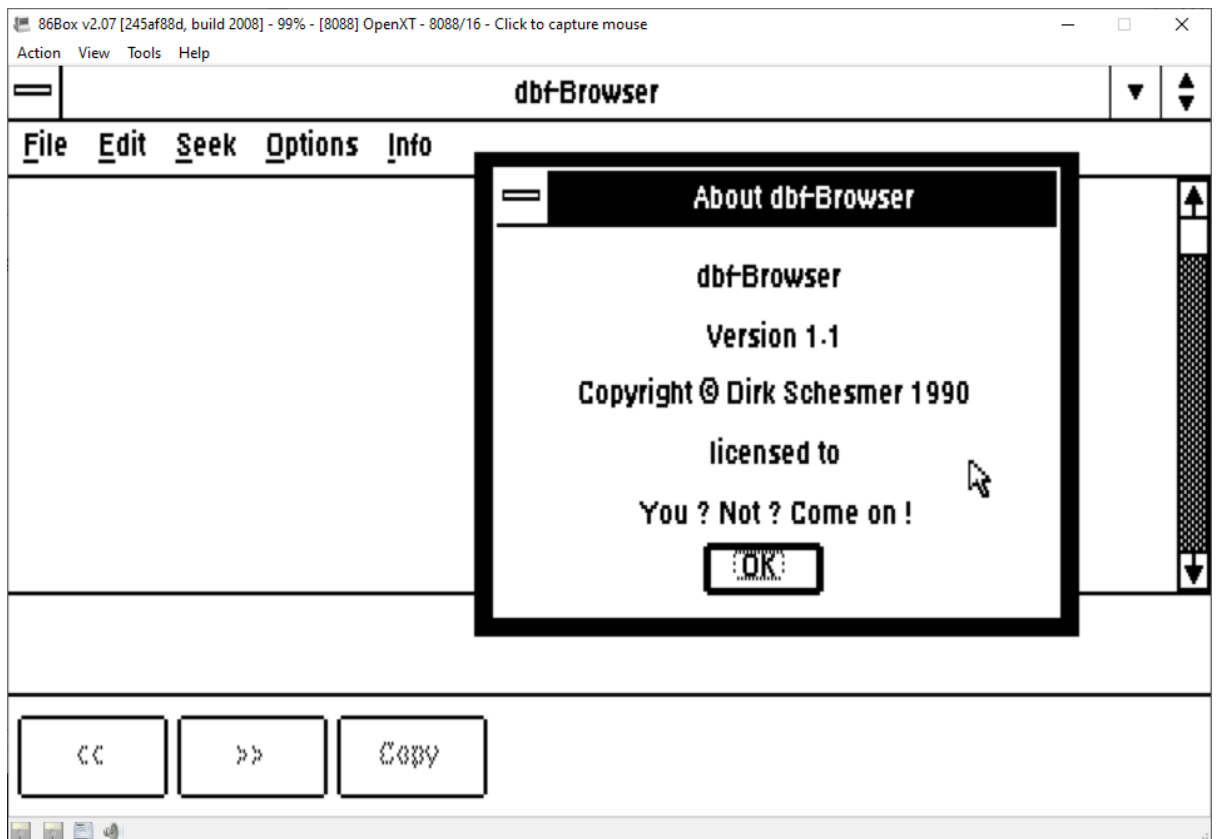 86Box v2.07 [245af88d, build 2008] - 99% - [8088] OpenXT - 8088/16 - Click to capture mouse
Action View Tools Help
dbf-Browser
File Edit Seek Options Info
About dbf-Browser
dbf-Browser
Version 1.1
Copyright © Dirk Schesmer 1990
licensed to
You ? Not ? Come on !
OK
<< >> Copy